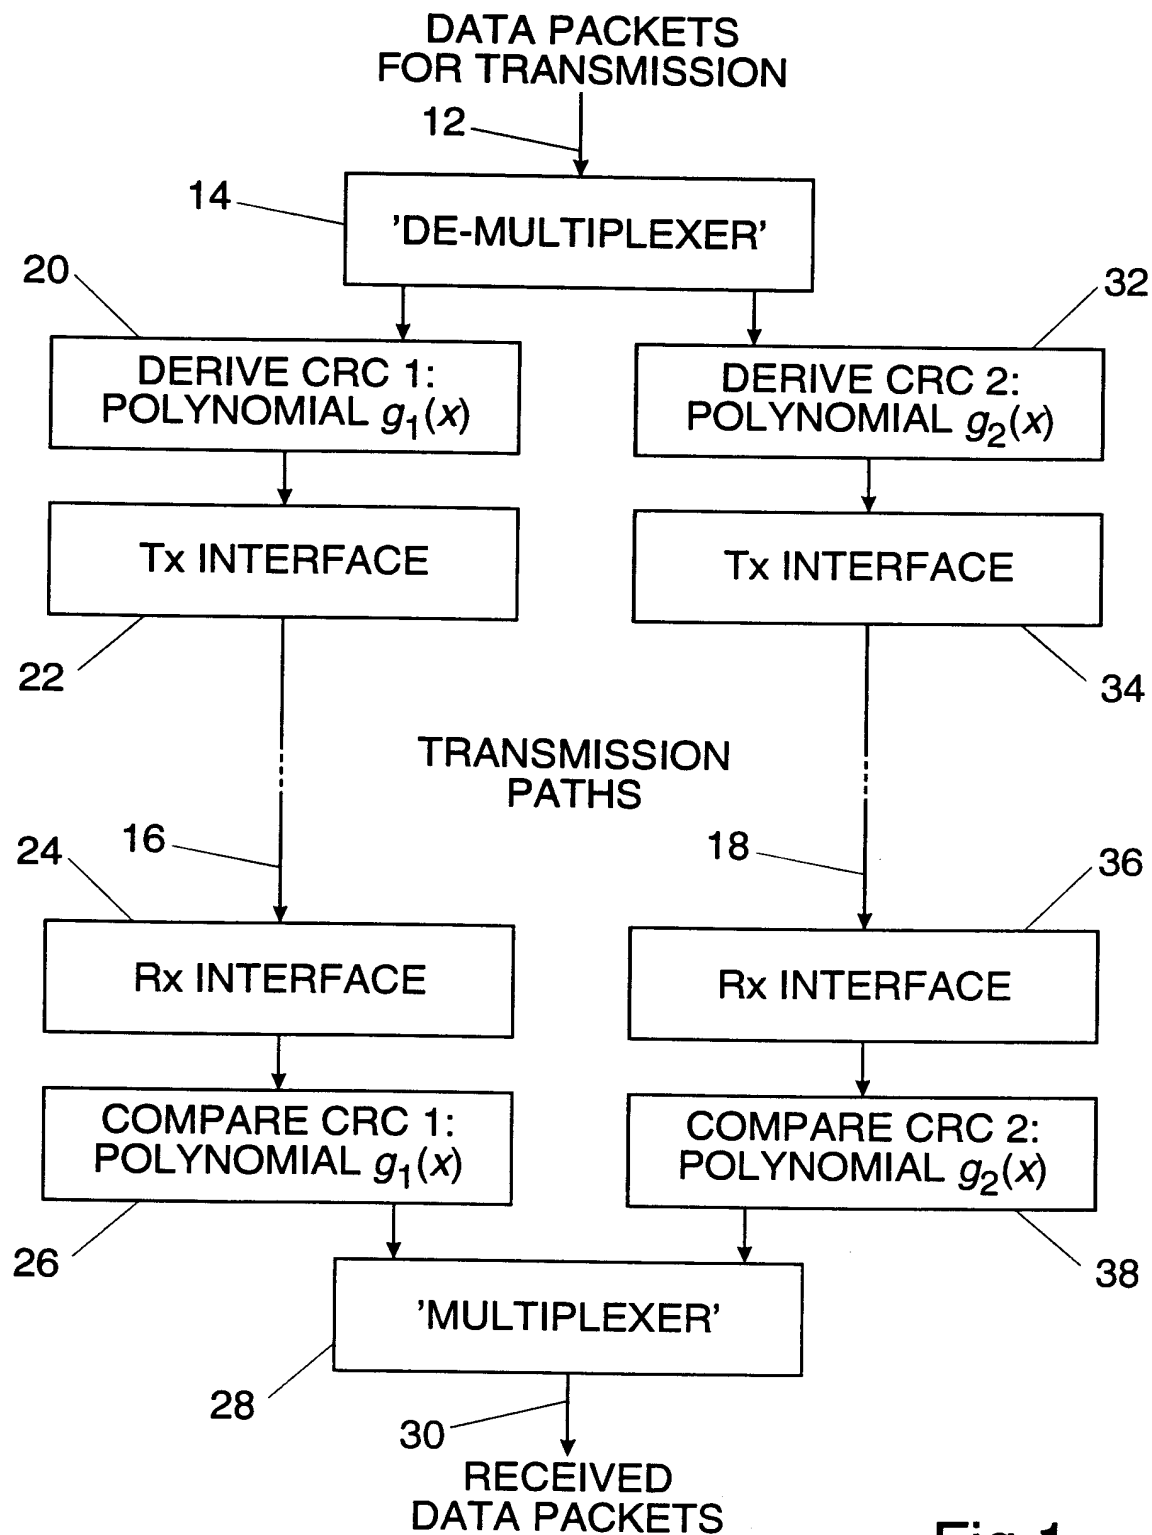 DATA PACKETS
FOR TRANSMISSION
12
14
'DE-MULTIPLEXER'
20
32
DERIVE CRC 1:
POLYNOMIAL g₁(x)
DERIVE CRC 2:
POLYNOMIAL g₂(x)
Tx INTERFACE
Tx INTERFACE
22
34
TRANSMISSION
PATHS
24
16
18
36
Rx INTERFACE
Rx INTERFACE
COMPARE CRC 1:
POLYNOMIAL g₁(x)
COMPARE CRC 2:
POLYNOMIAL g₂(x)
26
38
'MULTIPLEXER'
28
30
RECEIVED
DATA PACKETS
Fig.1